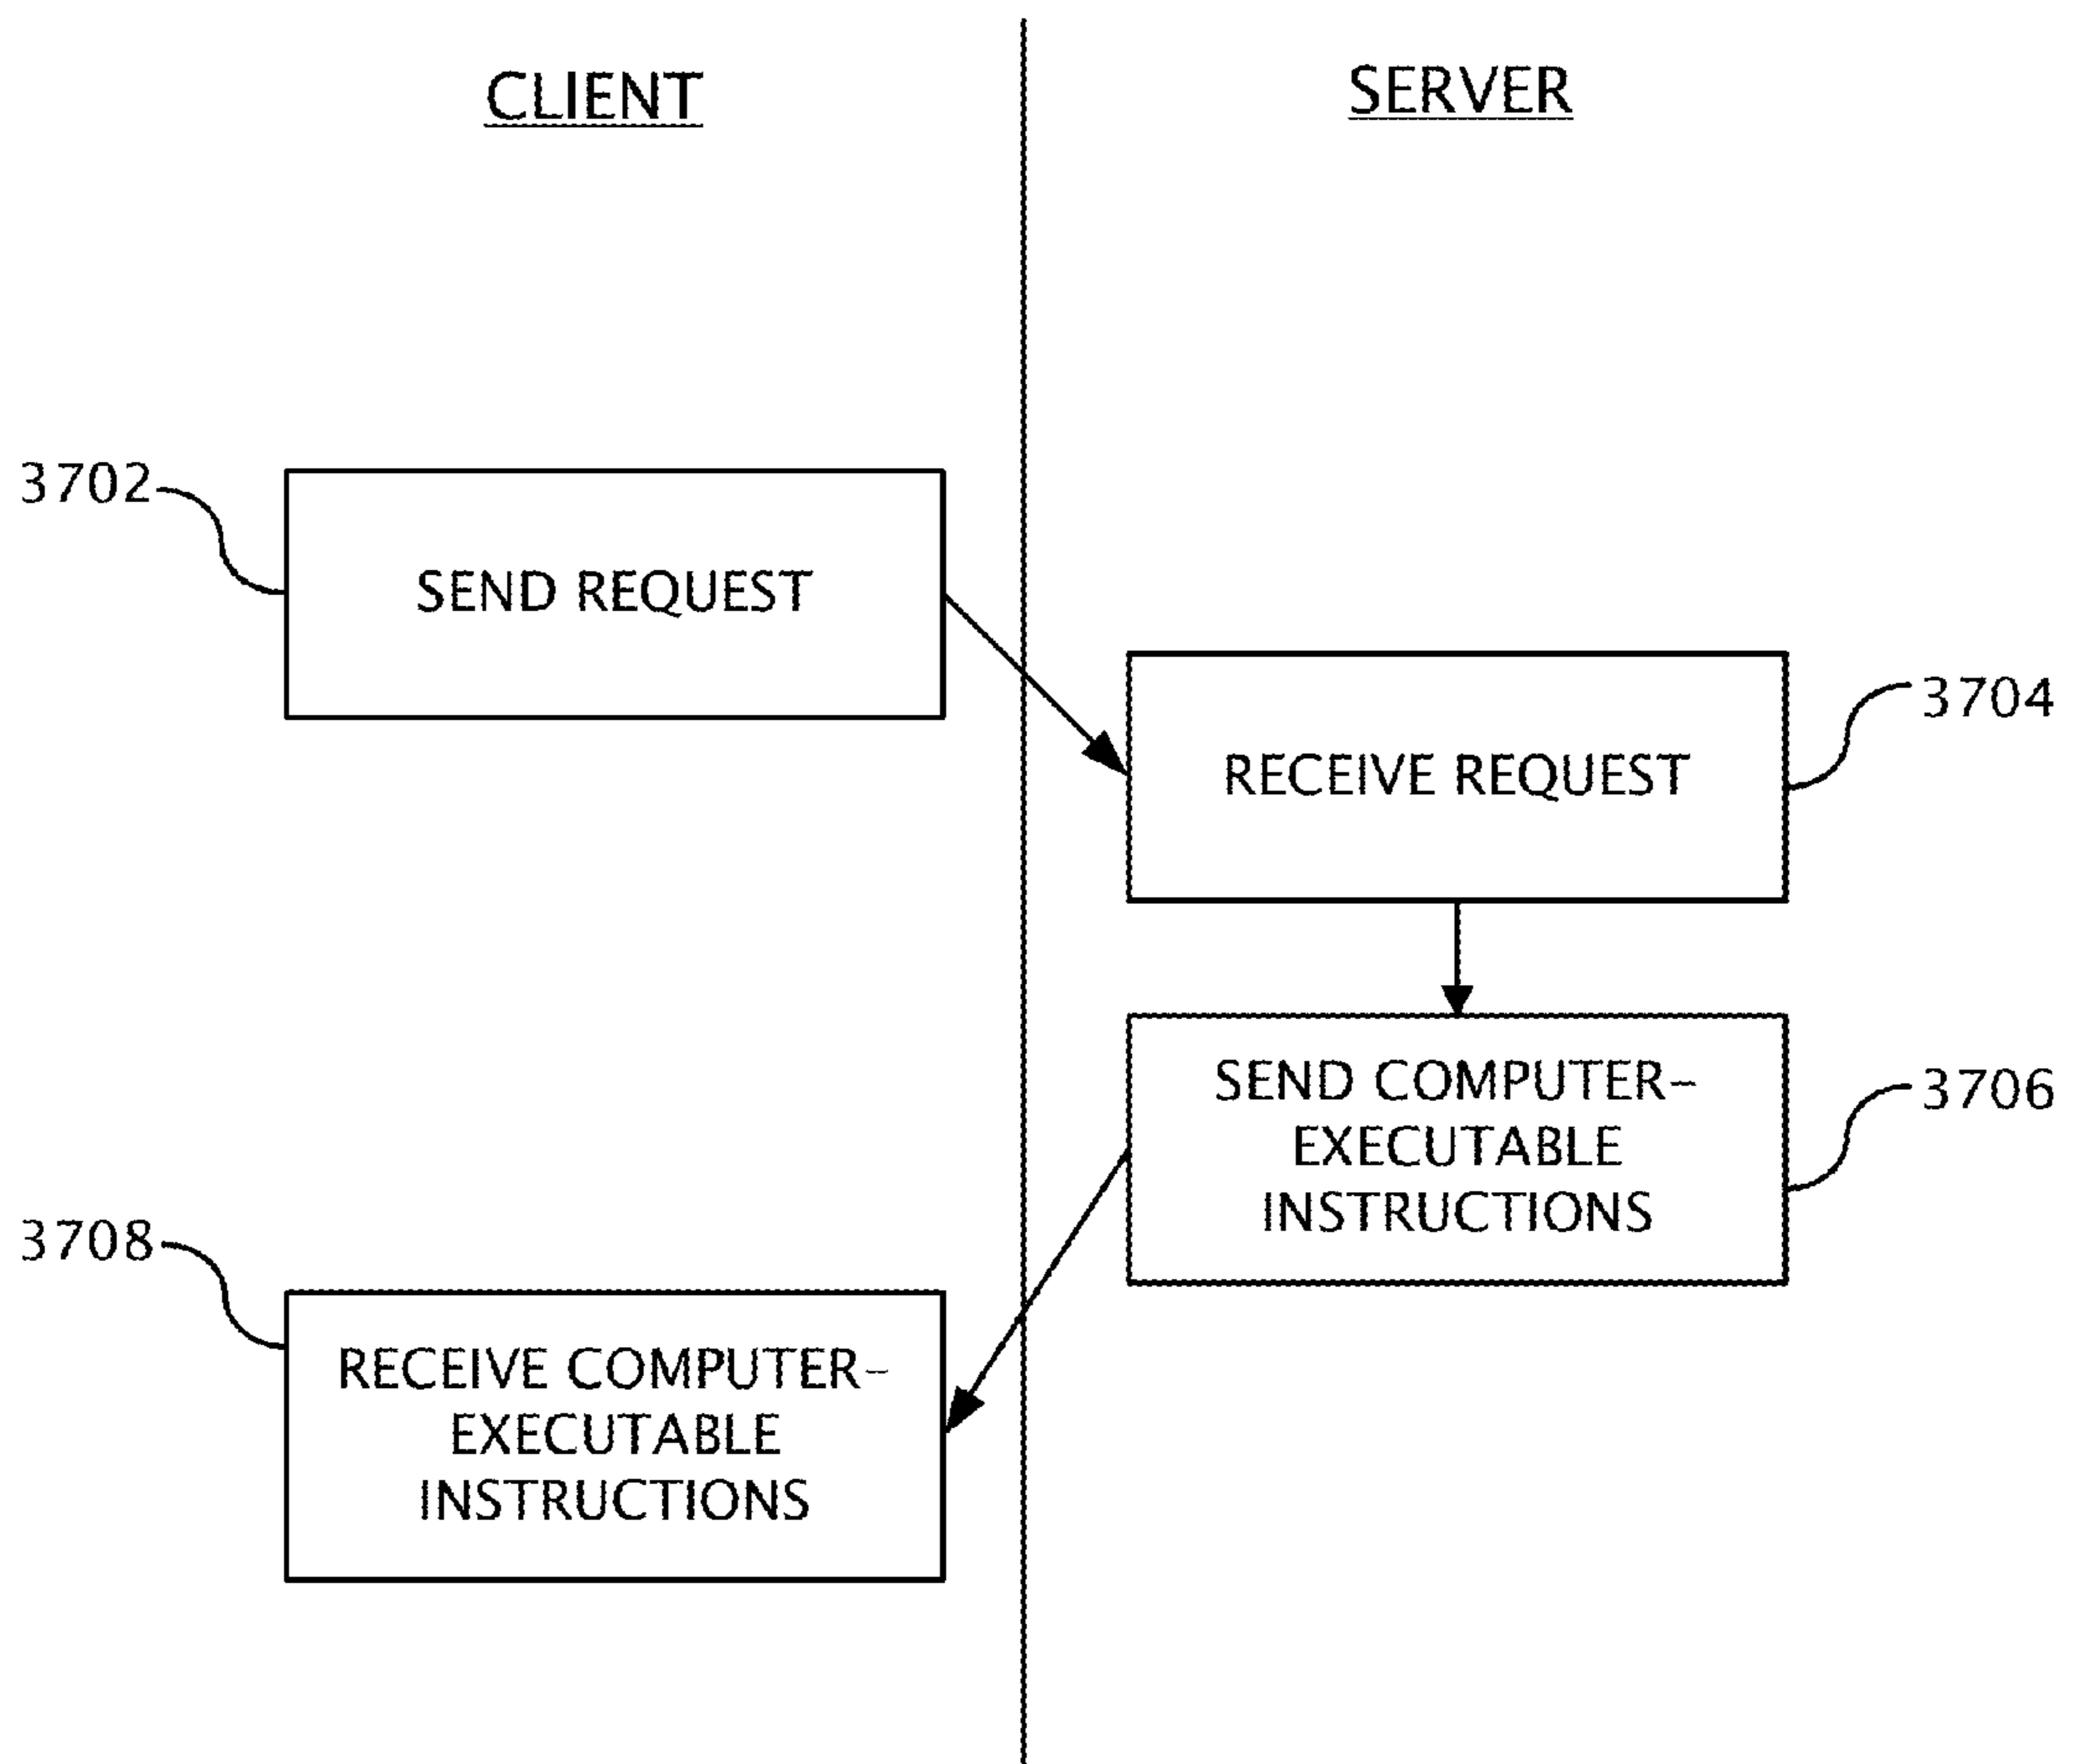 CLIENT
SERVER
3702
SEND REQUEST
3704
RECEIVE REQUEST
3706
SEND COMPUTER-
EXECUTABLE
INSTRUCTIONS
3708
RECEIVE COMPUTER-
EXECUTABLE
INSTRUCTIONS